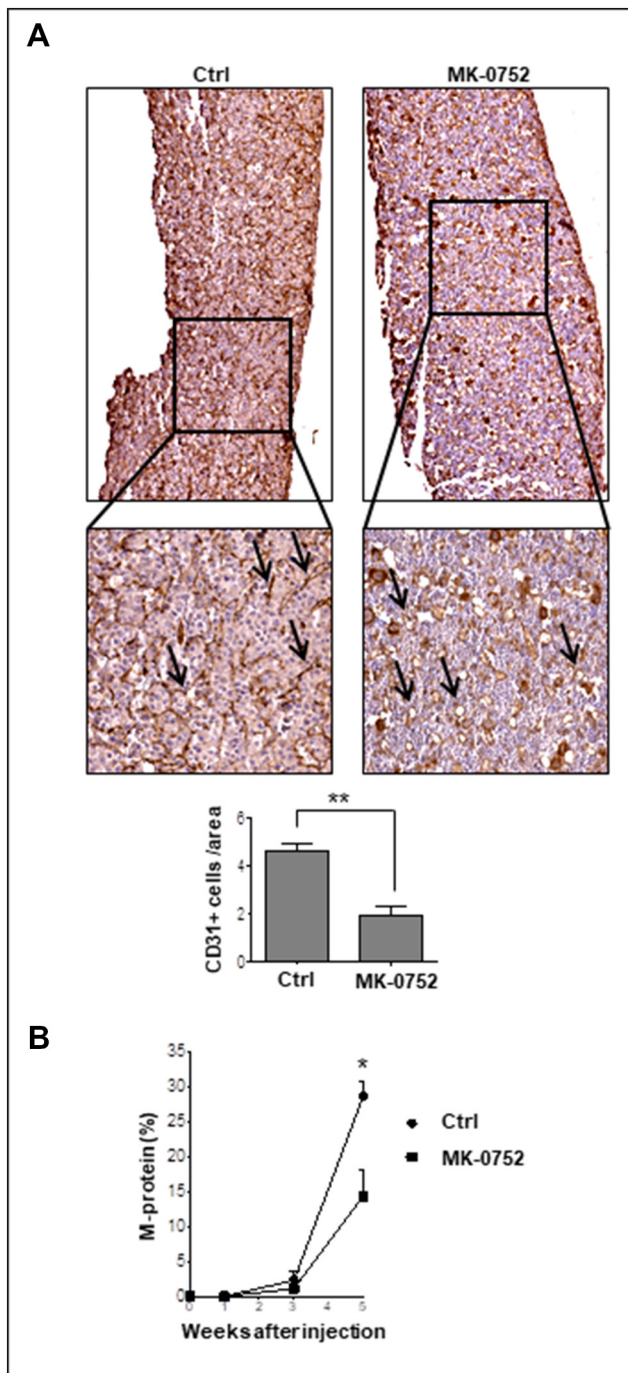 A
Ctrl MK-0752
**
CD31+ cells /area
6
4
2
0
Ctrl MK-0752
B
M-protein (%)
35
30
25
20
15
10
5
0
*
Ctrl
MK-0752
0 1 2 3 4 5
Weeks after injection